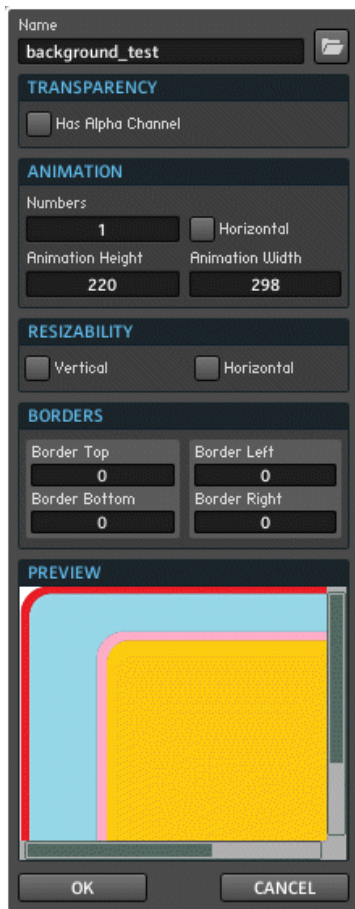 Name
background_test
TRANSPARENCY
Has Alpha Channel
ANIMATION
Numbers
1 Horizontal
Animation Height Animation Width
220 298
RESIZABILITY
Vertical Horizontal
BORDERS
Border Top Border Left
0 0
Border Bottom Border Right
0 0
PREVIEW
OK CANCEL